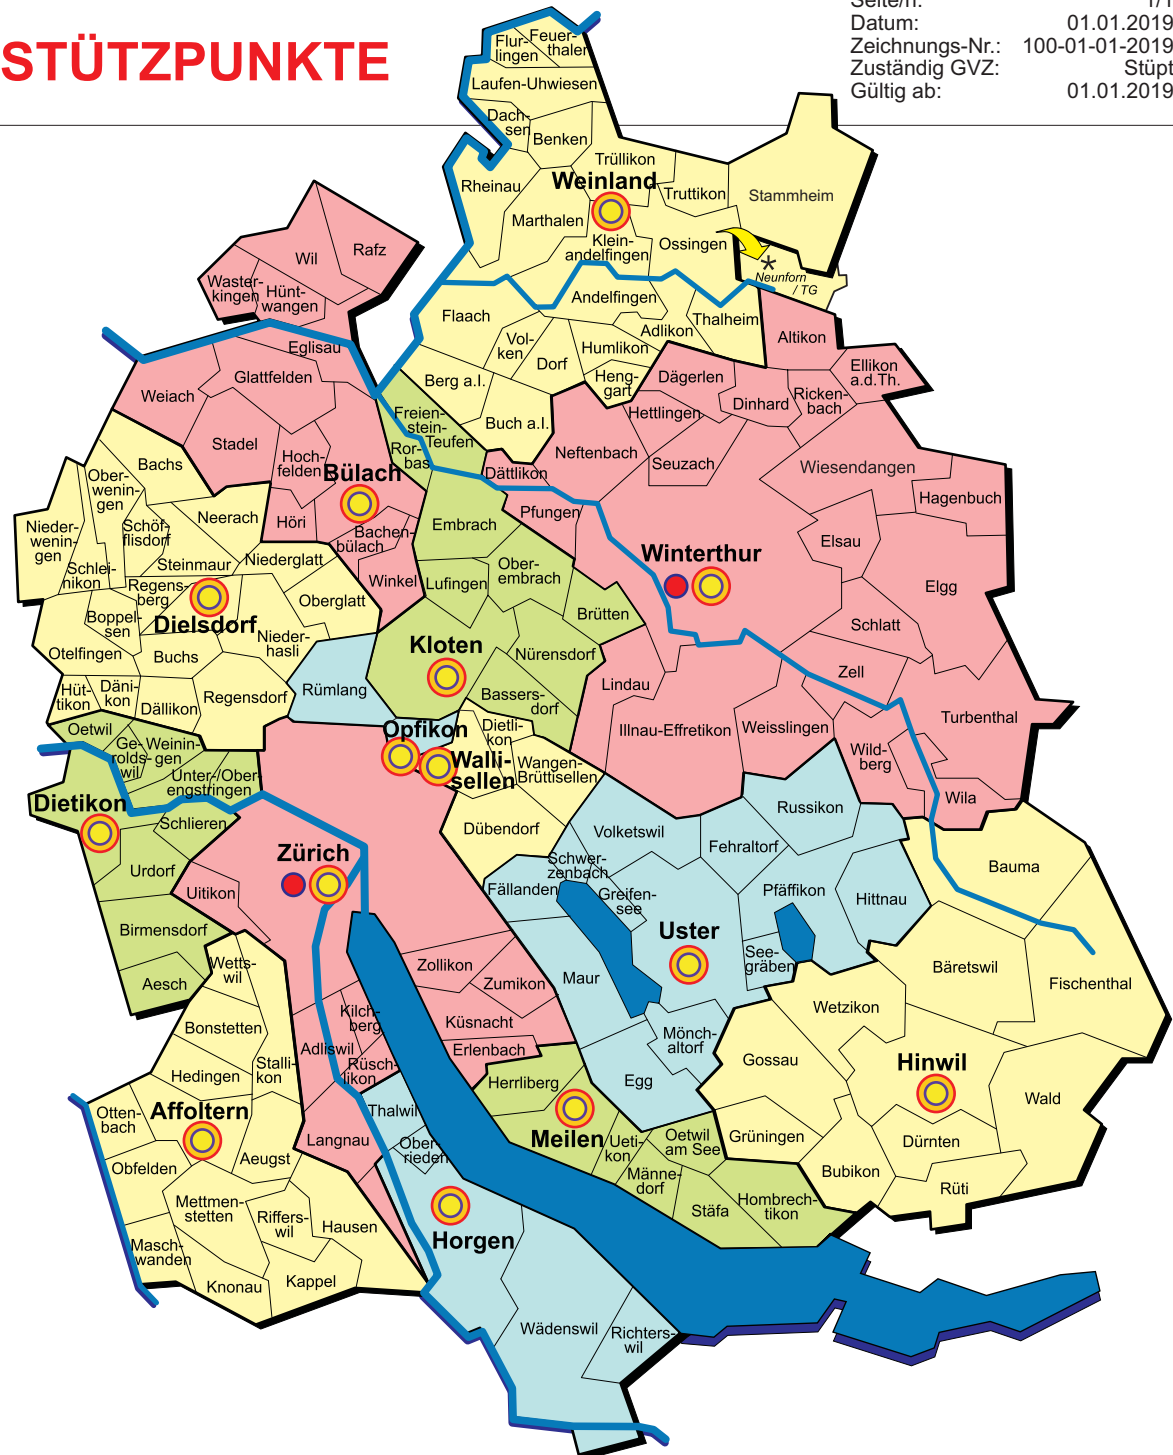 Seite/n: 1/1
STÜTZPUNKTE
Datum: 01.01.2019
Zeichnungs-Nr.: 100-01-01-2019
Zuständig GVZ: Stüpt
Gültig ab: 01.01.2019
Flur-
lingen
Feuer-
thalen
Laufen-Uhwiesen
Dach-
sen
Benken
Trüllikon
Rheinau
Weinland
Truttikon
Stammheim
Marthalen
Klein-
andelfingen
Ossingen
*
Neunforn
/ TG
Rafz
Wil
Waster-
kingen
Hünt-
wangen
Andelfingen
Flaach
Thalheim
Adlikon
Altikon
Vol-
ken
Humlikon
Dorf
Eglisau
Glattfelden
Weiach
Berg a.I.
Heng-
gart
Dägerlen
Ellikon
a.d.Th.
Ricken-
bach
Dinhard
Hettlingen
Buch a.I.
Freien-
stein-
Teufen
Ror-
bas
Stadel
Hoch-
felden
Bülach
Neftenbach
Seuzach
Wiesendangen
Dättlikon
Hagenbuch
Bachs
Ober-
wenin-
gen
Pfungen
Neerach
Höri
Bachen-
bülach
Embrach
Nieder-
wenin-
gen
Schöf-
flisdorf
Elsau
Winterthur
Schlei-
nikon
Steinmaur
Niederglatt
Winkel
Lufingen
Ober-
embrach
Elgg
Regens-
berg
Oberglatt
Brütten
Boppel-
sen
Dielsdorf
Schlatt
Nieder-
hasli
Kloten
Nürensdorf
Otelfingen
Buchs
Zell
Hüt-
tikon
Däni-
kon
Dällikon
Regensdorf
Rümlang
Bassers-
dorf
Lindau
Turbenthal
Oetwil
Opfikon
Dietli-
kon
Illnau-Effretikon
Weisslingen
Wild-
berg
Ge-
rolds-
wil
Weinin-
gen
Walli-
sellen
Wangen-
Brüttisellen
Unter-/Ober-
engstringen
Wila
Dietikon
Russikon
Schlieren
Dübendorf
Volketswil
Fehraltorf
Zürich
Bauma
Urdorf
Schwer-
zenbach
Uitikon
Fällanden
Greifen-
see
Pfäffikon
Hittnau
Birmensdorf
Uster
See-
gräben
Wetts-
wil
Zollikon
Bäretswil
Aesch
Zumikon
Maur
Fischenthal
Wetzikon
Bonstetten
Kilch-
berg
Küsnacht
Mönch-
altorf
Adliswil
Erlenbach
Gossau
Hinwil
Stalli-
kon
Rüsch-
likon
Hedingen
Herrliberg
Egg
Wald
Otten-
bach
Affoltern
Thalwil
Meilen
Grüningen
Langnau
Ober-
rieden
Ueti-
kon
Oetwil
am See
Dürnten
Obfelden
Aeugst
Männe-
dorf
Bubikon
Rüti
Mettmen-
stetten
Hombrech-
tikon
Stäfa
Riffers-
wil
Hausen
Horgen
Masch-
wanden
Knonau
Kappel
Wädenswil
Richters-
wil